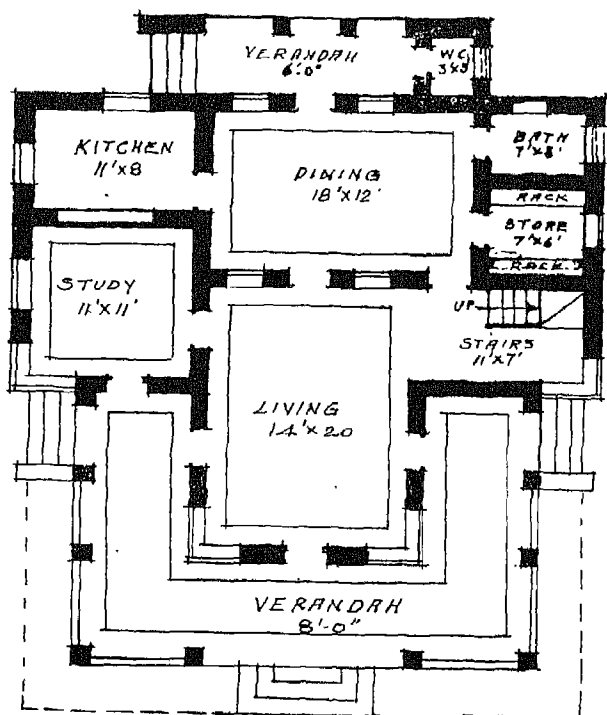 VERANDAH
6'0"
W.C.
3'x5'
KITCHEN
11'x8
DINING
18'x12'
BATH
7'x5'
RACK
STORE
7'x6'
RACK
STUDY
11'x11'
UP
STAIRS
11'x7'
LIVING
14'x20
VERANDAH
8'-0"